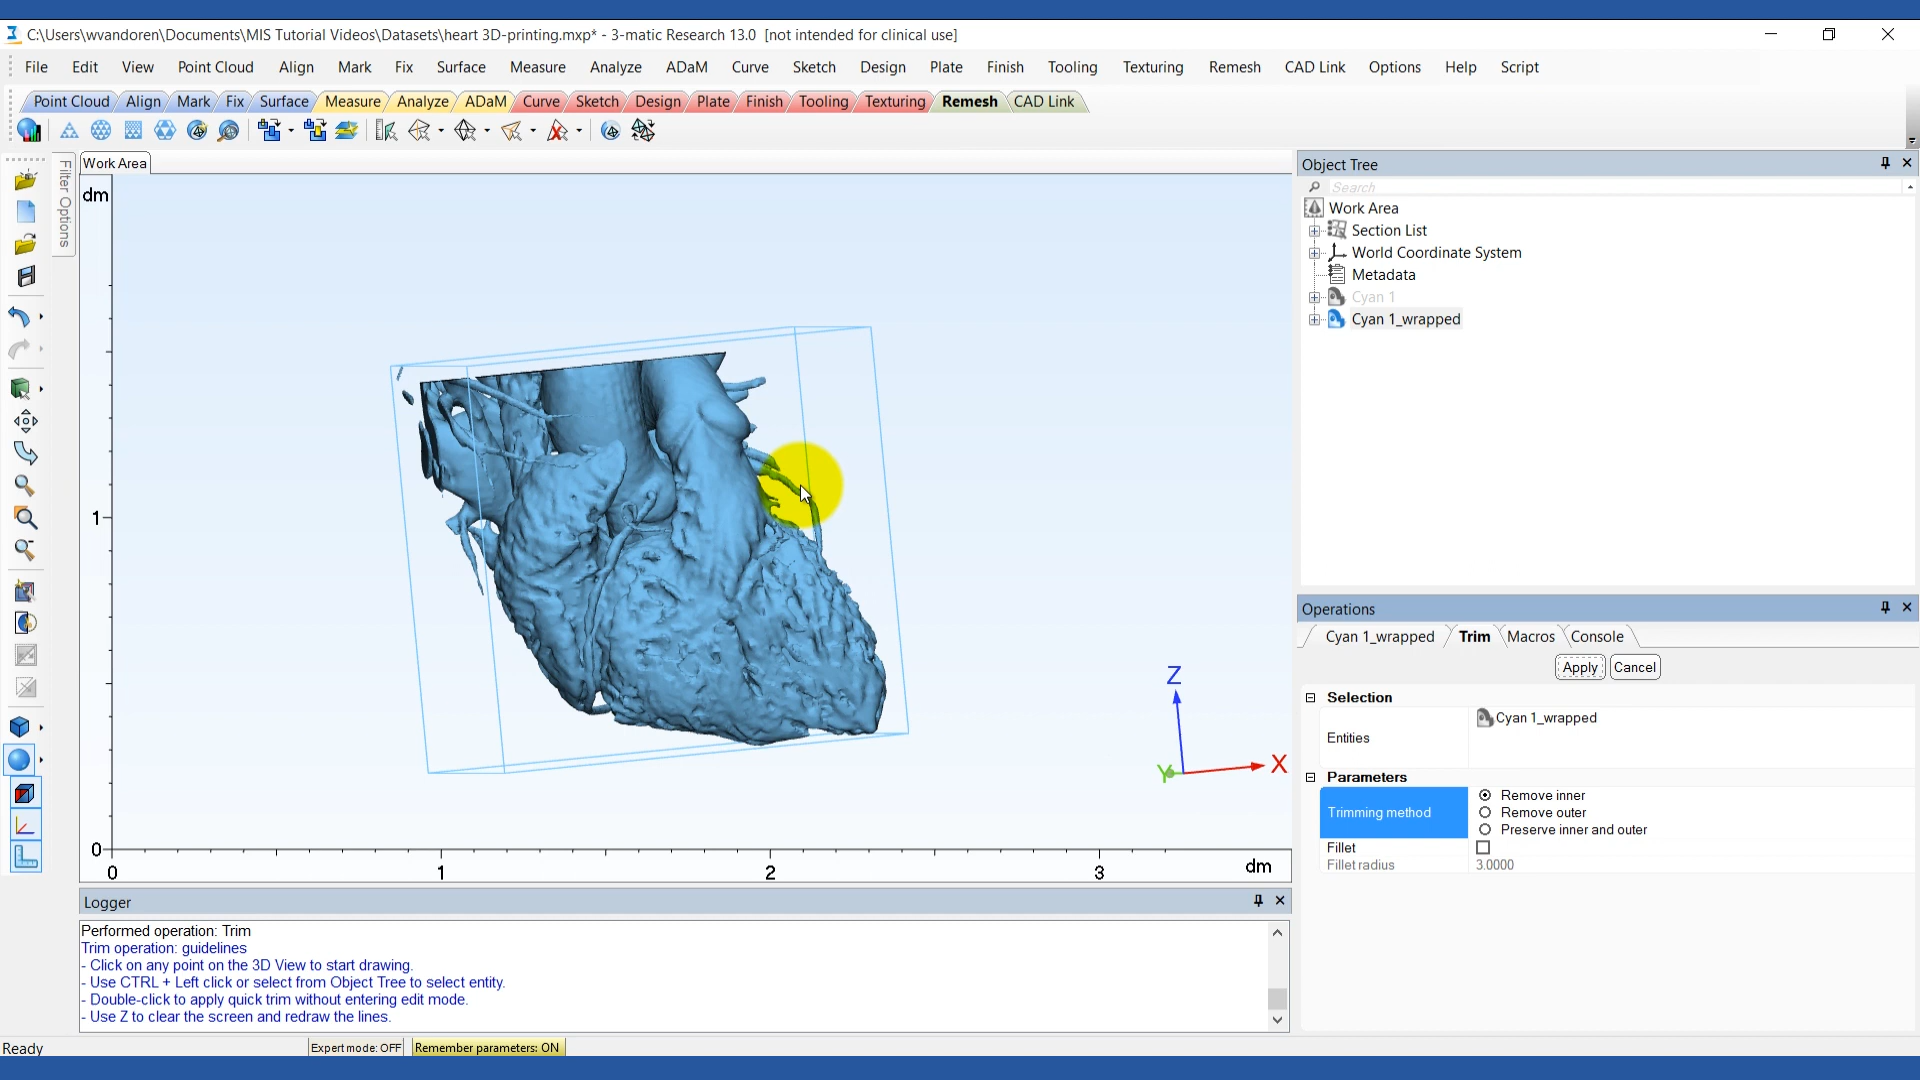 C:\Users\wvandoren\Documents\MIS Tutorial Videos\Datasets\heart 3D-printing.mxp* - 3-matic Research 13.0 [not intended for clinical use]
File Edit View Point Cloud Align Mark Fix Surface Measure Analyze ADaM Curve Sketch Design Plate Finish Tooling Texturing Remesh CAD Link Options Help Script
Point Cloud Align Mark Fix Surface Measure Analyze ADaM Curve Sketch Design Plate Finish Tooling Texturing Remesh CAD Link
Filter Options
Work Area
dm
1
0
0 1 2 3 dm
Z
X
Y
Object Tree
Search
Work Area
Section List
World Coordinate System
Metadata
Cyan 1
Cyan 1_wrapped
Operations
Cyan 1_wrapped Trim Macros Console
Apply Cancel
Selection
Entities Cyan 1_wrapped
Parameters
Trimming method
Remove inner
Remove outer
Preserve inner and outer
Fillet
Fillet radius 3.0000
Logger
Performed operation: Trim
Trim operation: guidelines
- Click on any point on the 3D View to start drawing.
- Use CTRL + Left click or select from Object Tree to select entity.
- Double-click to apply quick trim without entering edit mode.
- Use Z to clear the screen and redraw the lines.
Ready Expert mode: OFF Remember parameters: ON